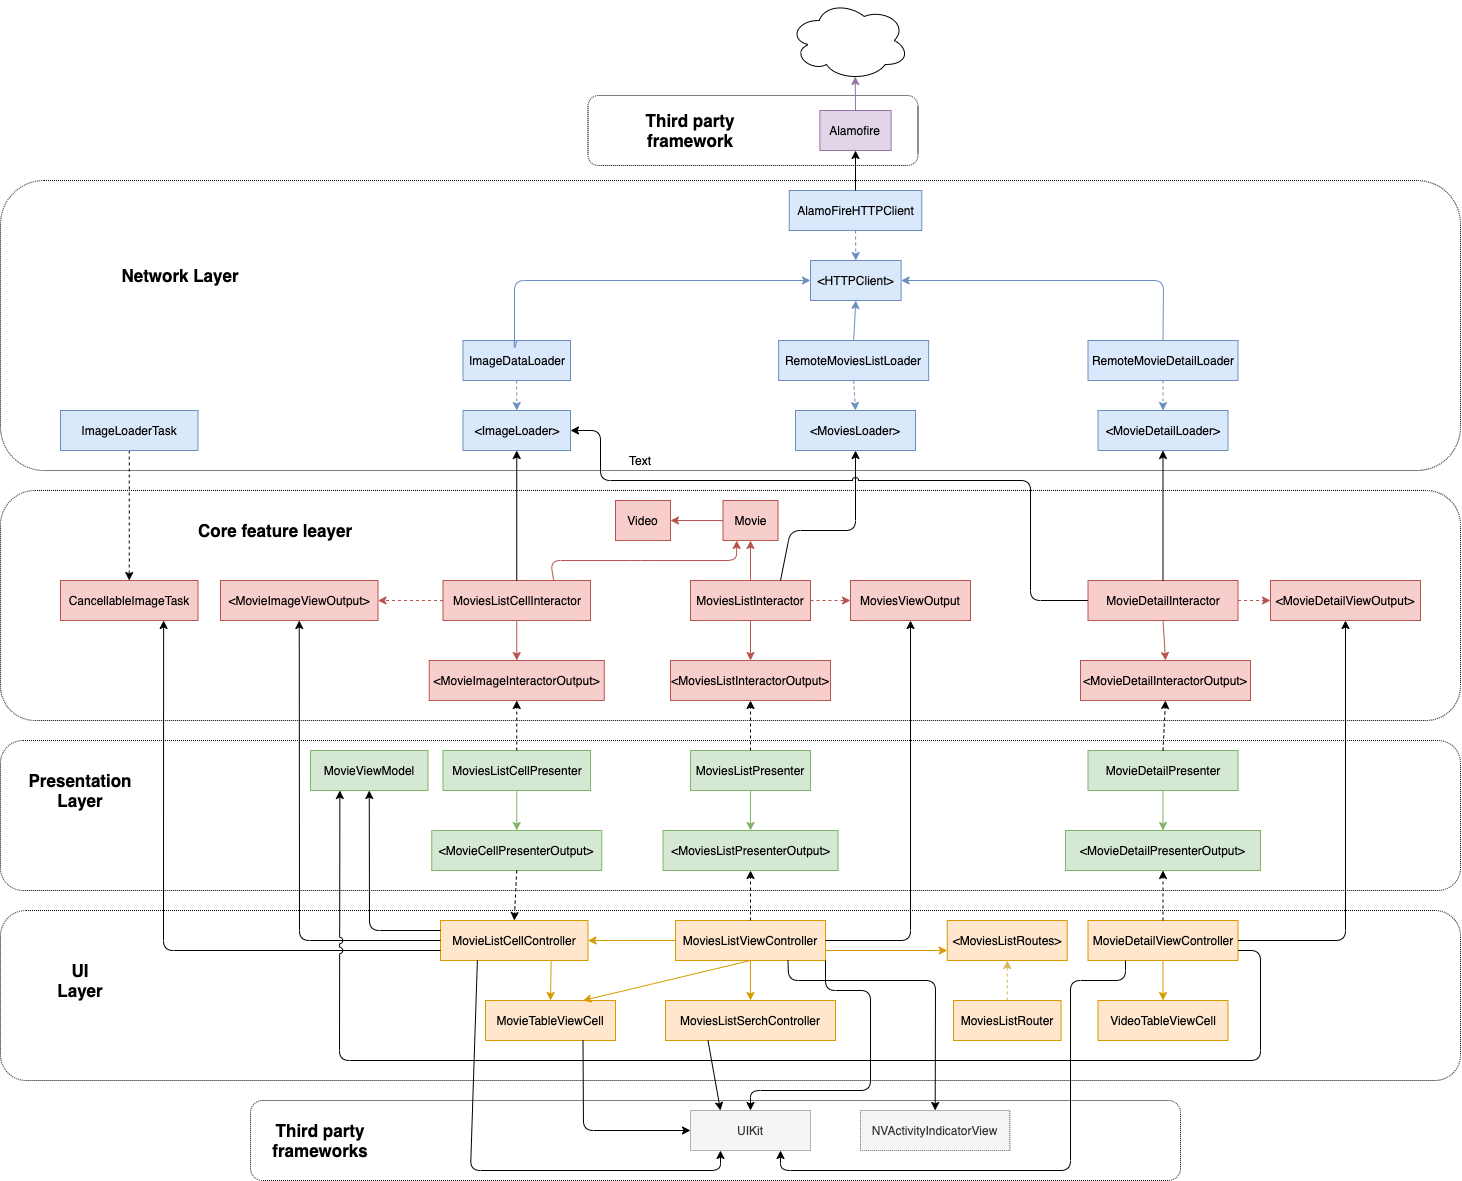 Third party
framework
Alamofire
AlamoFireHTTPClient
Network Layer
<HTTPClient>
ImageDataLoader
RemoteMoviesListLoader
RemoteMovieDetailLoader
ImageLoaderTask
<ImageLoader>
<MoviesLoader>
<MovieDetailLoader>
Text
Core feature leayer
Video
Movie
CancellableImageTask
<MovieImageViewOutput>
MoviesListCellInteractor
MoviesListInteractor
MoviesViewOutput
MovieDetailInteractor
<MovieDetailViewOutput>
<MovieImageInteractorOutput>
<MoviesListInteractorOutput>
<MovieDetailInteractorOutput>
Presentation
Layer
MovieViewModel
MoviesListCellPresenter
MoviesListPresenter
MovieDetailPresenter
<MovieCellPresenterOutput>
<MoviesListPresenterOutput>
<MovieDetailPresenterOutput>
UI
Layer
MovieListCellController
MoviesListViewController
<MoviesListRoutes>
MovieDetailViewController
MovieTableViewCell
MoviesListSerchController
MoviesListRouter
VideoTableViewCell
Third party
frameworks
UIKit
NVActivityIndicatorView